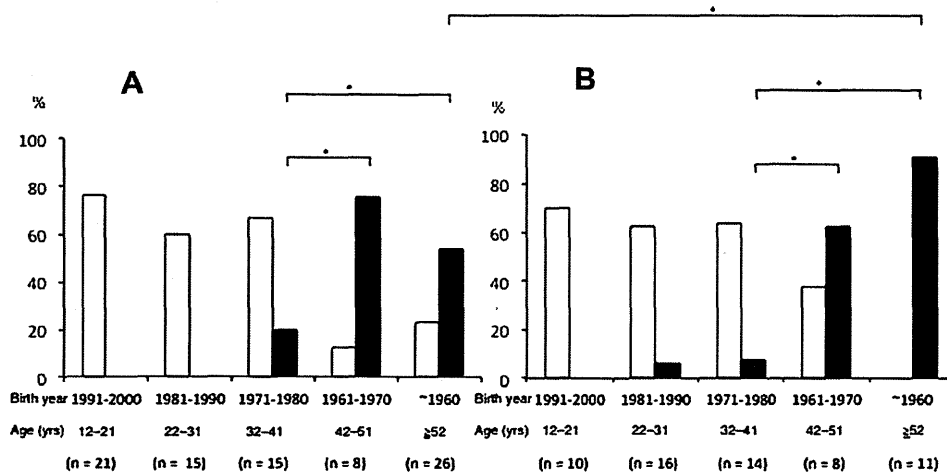 A
B
%
%
100
80
60
40
20
0
100
80
60
40
20
0
Birth year 1991-2000 1981-1990 1971-1980 1961-1970 ~1960
Age (yrs) 12–21 22–31 32–41 42–51 ≧52
(n = 21) (n = 15) (n = 15) (n = 8) (n = 26)
Birth year 1991-2000 1981-1990 1971-1980 1961-1970 ~1960
Age (yrs) 12–21 22–31 32–41 42–51 ≧52
(n = 10) (n = 16) (n = 14) (n = 8) (n = 11)